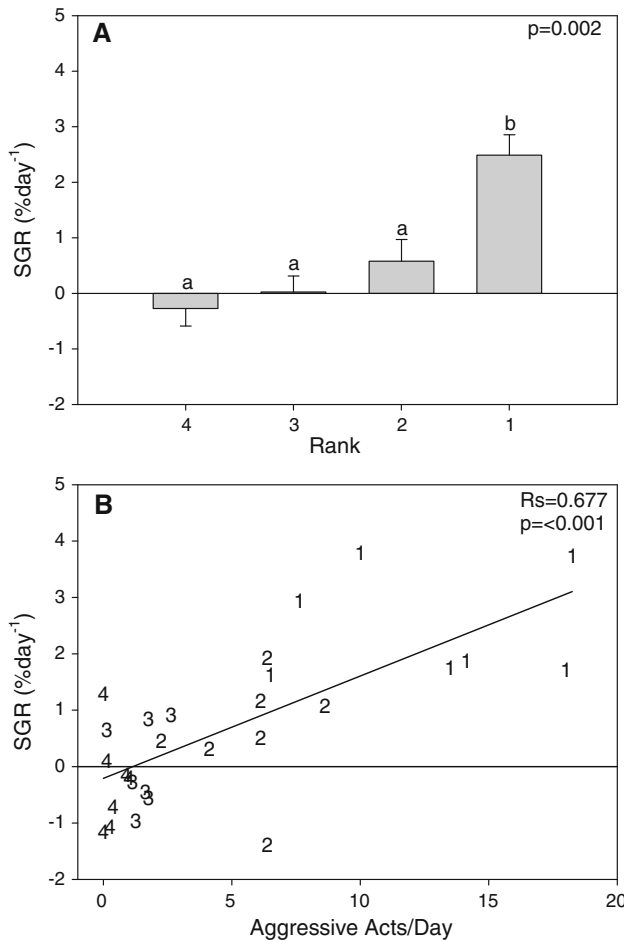 A
p=0.002
5
4
3
2
1
0
-1
-2
SGR (%day-1)
a
a
a
b
4 3 2 1
Rank
B
Rs=0.677
p=<0.001
5
4
3
2
1
0
-1
-2
SGR (%day-1)
1 1
1
2 1 1 1 1
4 2 2
3 3 3 2 2 2
4
4 4 3
4 3 3
4 4 3 2
0 5 10 15 20
Aggressive Acts/Day